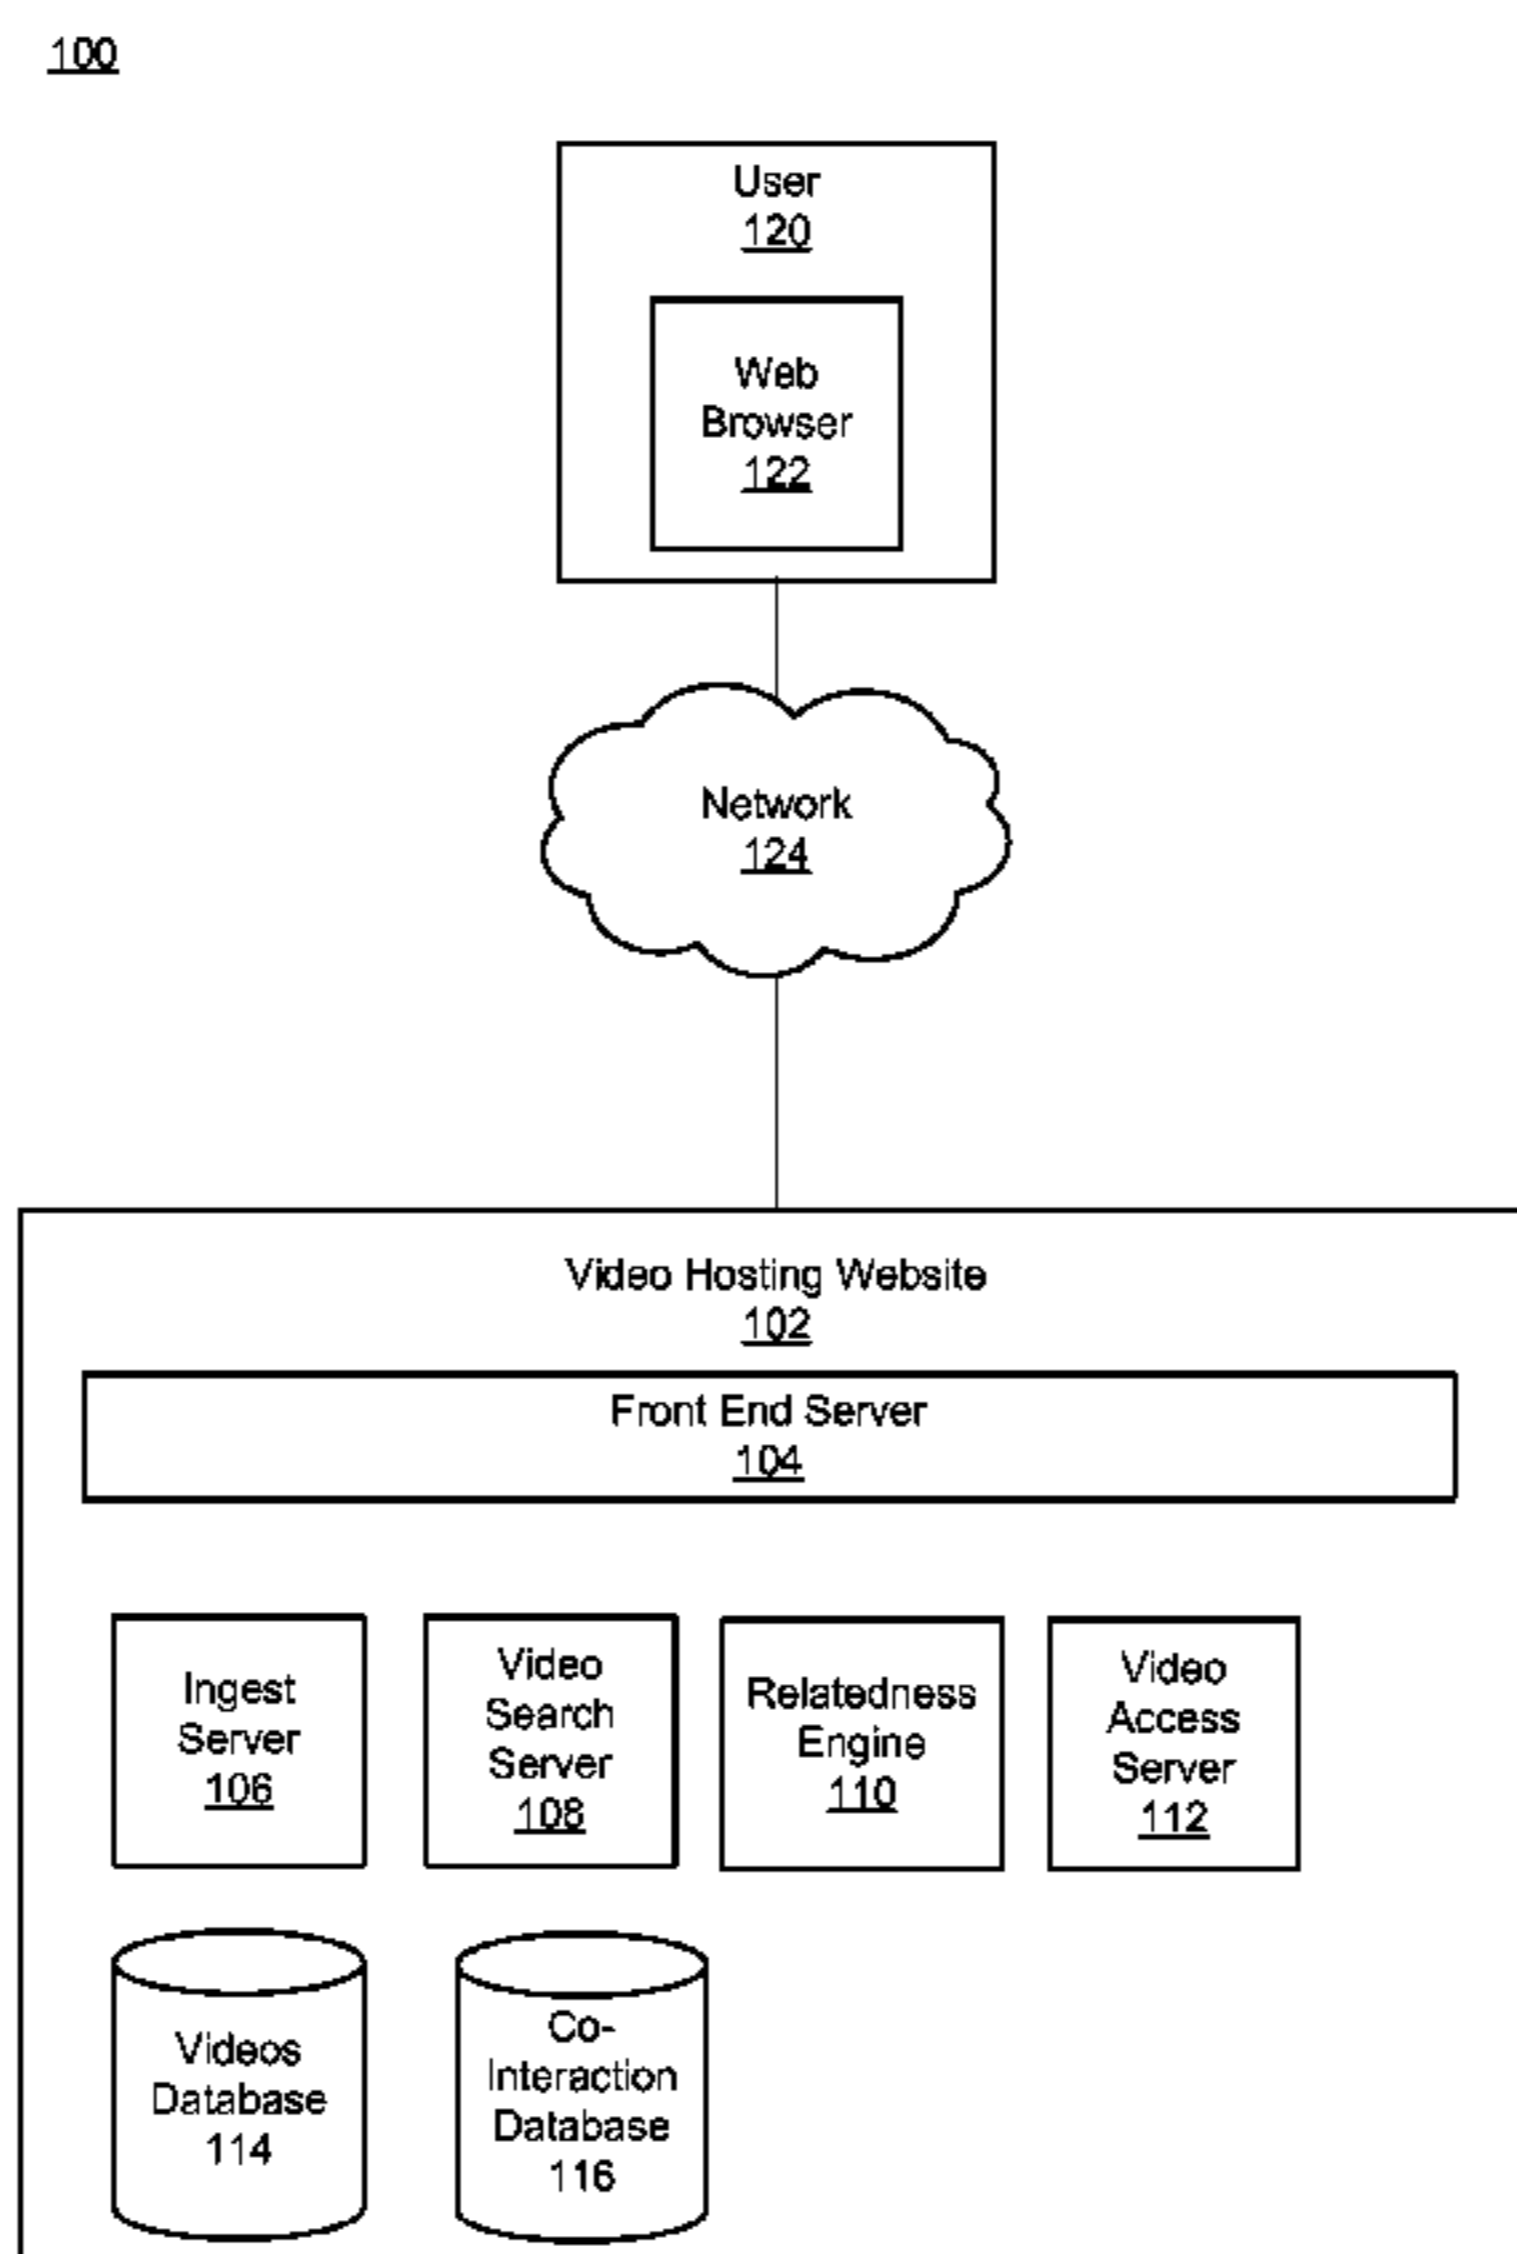 100
User
120
Web
Browser
122
Network
124
Video Hosting Website
102
Front End Server
104
Ingest
Server
106
Video
Search
Server
108
Relatedness
Engine
110
Video
Access
Server
112
Videos
Database
114
Co-
Interaction
Database
116